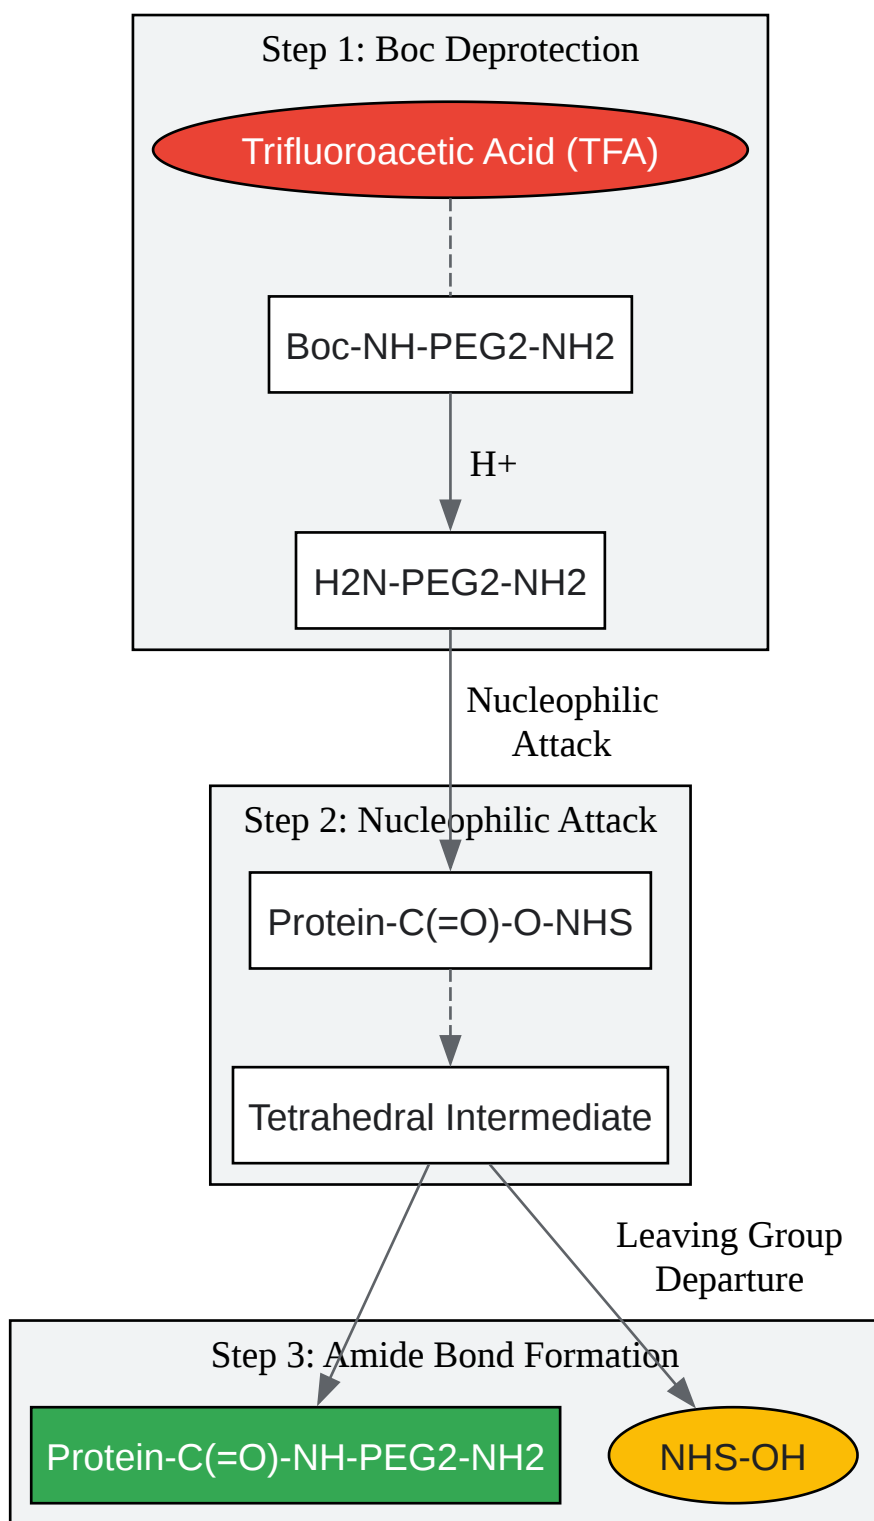 Step 1: Boc Deprotection
Trifluoroacetic Acid (TFA)
Boc-NH-PEG2-NH2
H+
H2N-PEG2-NH2
Nucleophilic
Attack
Step 2: Nucleophilic Attack
Protein-C(=O)-O-NHS
Tetrahedral Intermediate
Leaving Group
Departure
Step 3: Amide Bond Formation
Protein-C(=O)-NH-PEG2-NH2
NHS-OH